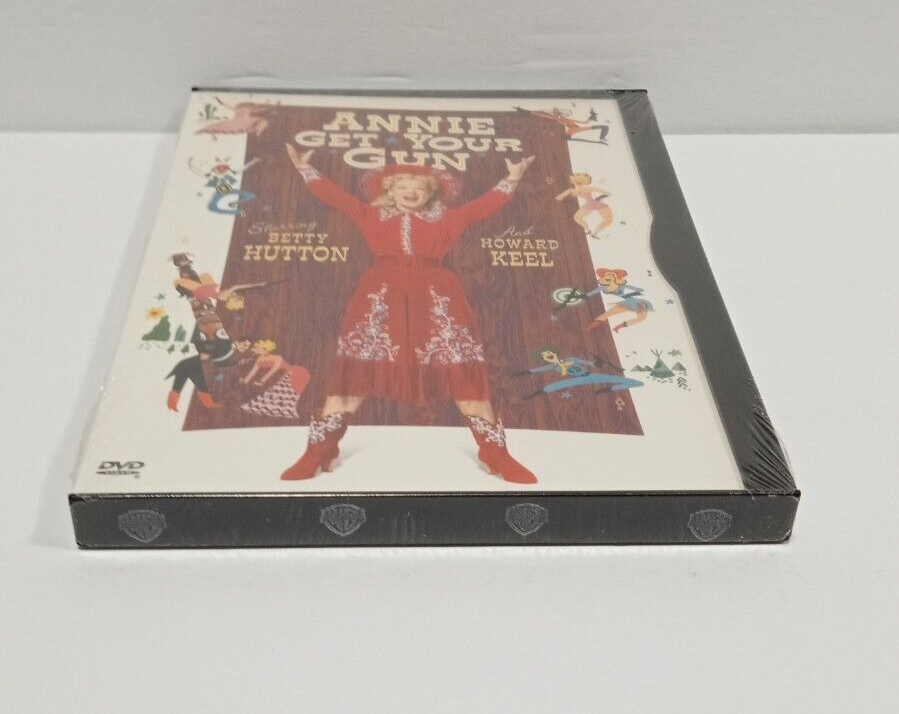 ANNIE
GET YOUR
GUN
Starring
BETTY
HUTTON
And
HOWARD
KEEL
DVD